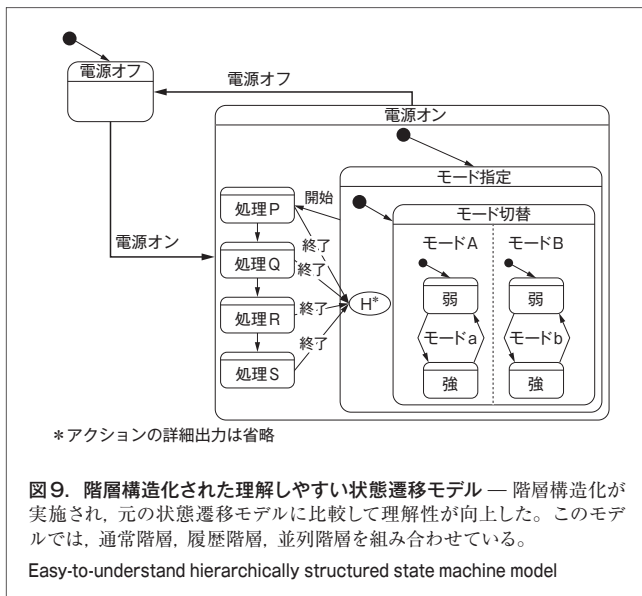 電源オフ
電源オフ
電源オン
モード指定
開始
モード切替
処理P
モードA
モードB
電源オン
終了
処理Q
終了
弱
弱
H*
処理R
終了
モードa
モードb
終了
処理S
強
強
*アクションの詳細出力は省略
図9. 階層構造化された理解しやすい状態遷移モデル — 階層構造化が
実施され, 元の状態遷移モデルに比較して理解性が向上した。このモデ
ルでは, 通常階層, 履歴階層, 並列階層を組み合わせている。
Easy-to-understand hierarchically structured state machine model